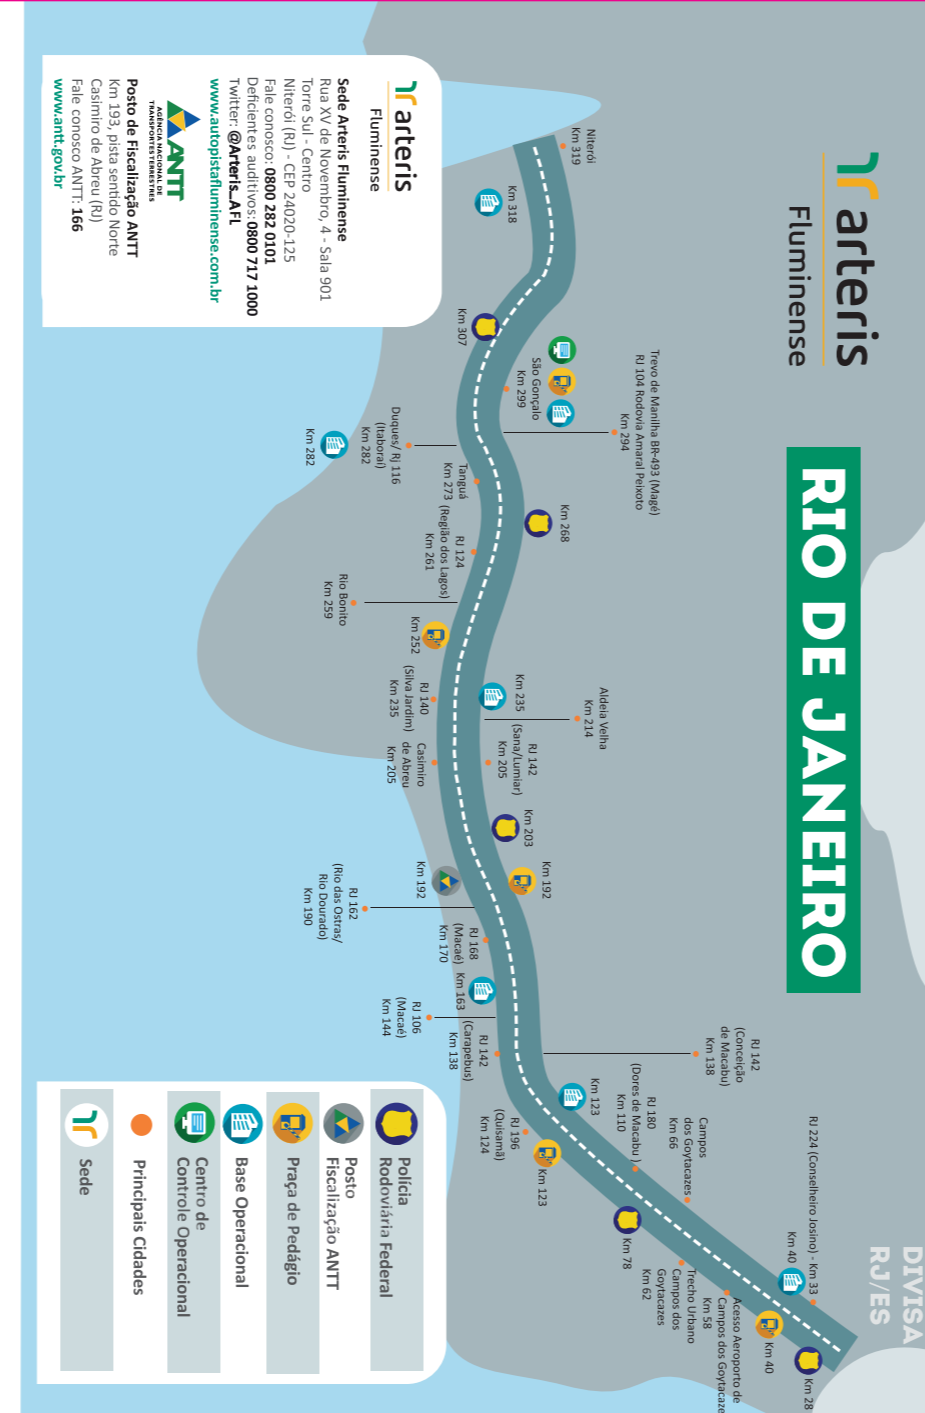 arteris
Fluminense
RIO DE JANEIRO
DIVISA
RJ/ES
Niterói
Km 319
Km 318
Km 307
São Gonçalo
Km 299
Trevo de Manilha BR-493 (Magé)
RJ 104 Rodovia Amaral Peixoto
Km 294
Duques/ Rj 116
(Itaboraí)
Km 282
Km 282
Tanguá
Km 273
Km 268
RJ 124
(Região dos Lagos)
Km 261
Rio Bonito
Km 259
Km 252
RJ 140
(Silva Jardim)
Km 235
Km 235
Aldeia Velha
Km 214
RJ 142
(Sana/Lumiar)
Km 205
Casimiro
de Abreu
Km 205
Km 203
Km 192
Km 192
RJ 162
(Rio das Ostras/
Rio Dourado)
Km 190
RJ 168
(Macaé)
Km 170
Km 163
RJ 106
(Macaé)
Km 144
RJ 142
(Carapebus)
Km 138
RJ 142
(Conceição
de Macabu)
Km 138
Km 123
RJ 196
(Quisamã)
Km 124
Km 123
RJ 180
(Dores de Macabu )
Km 110
Campos
dos Goytacazes
Km 66
Km 78
Trecho Urbano
Campos dos
Goytacazes
Km 62
Acesso Aeroporto de
Campos dos Goytacaze
Km 58
RJ 224 (Conselheiro Josino) - Km 33
Km 40
Km 40
Km 28
arteris
Fluminense
Sede Arteris Fluminense
Rua XV de Novembro, 4 - Sala 901
Torre Sul - Centro
Niterói (RJ) - CEP 24020-125
Fale conosco: 0800 282 0101
Deficientes auditivos: 0800 717 1000
Twitter: @Arteris_AFL
www.autopistafluminense.com.br
ANTT
AGÊNCIA NACIONAL DE
TRANSPORTES TERRESTRES
Posto de Fiscalização ANTT
Km 193, pista sentido Norte
Casimiro de Abreu (RJ)
Fale conosco ANTT: 166
www.antt.gov.br
Polícia
Rodoviária Federal
Posto
Fiscalização ANTT
Praça de Pedágio
Base Operacional
Centro de
Controle Operacional
Principais Cidades
Sede